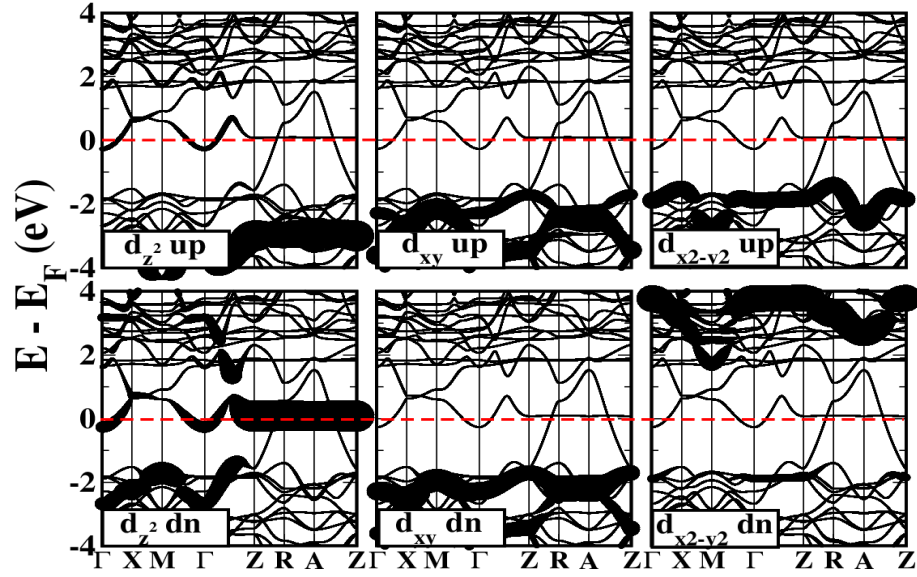 E - E_F (eV)
4
2
0
-2
-4
d_z² up
d_xy up
d_x2-y2 up
4
2
0
-2
-4
d_z² dn
d_xy dn
d_x2-y2 dn
Γ X M Γ Z R A Z Γ X M Γ Z R A Z Γ X M Γ Z R A Z